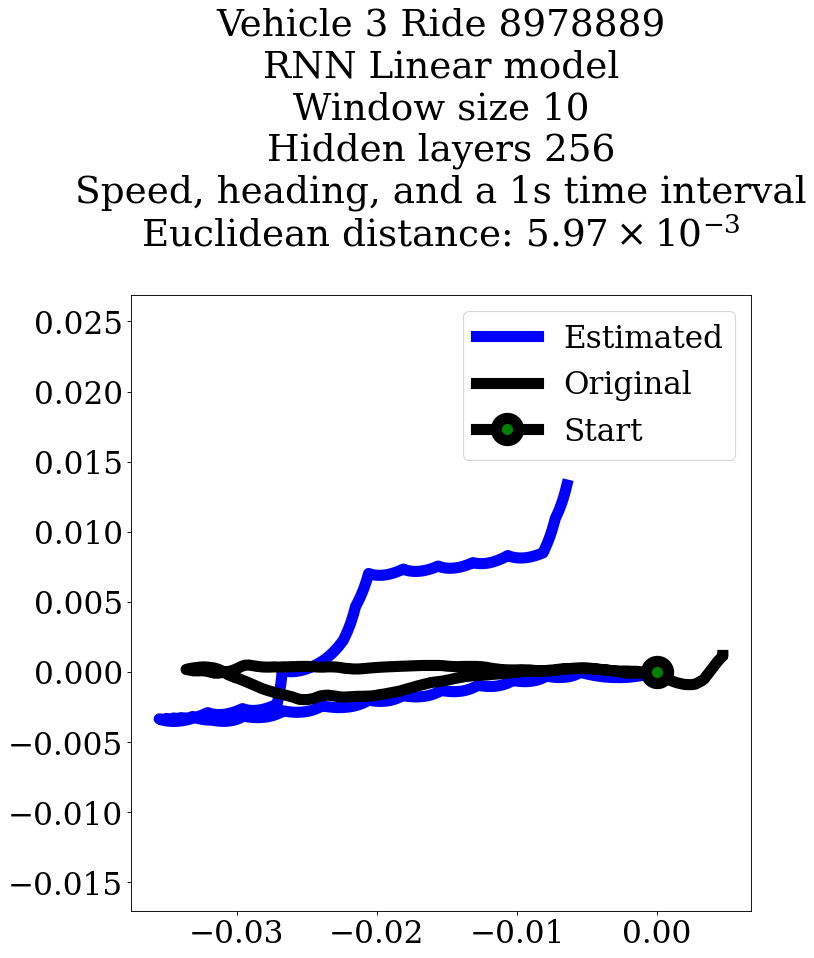 Vehicle 3 Ride 8978889
RNN Linear model
Window size 10
Hidden layers 256
Speed, heading, and a 1s time interval
Euclidean distance: 5.97 × 10⁻³
Estimated
Original
Start
0.025
0.020
0.015
0.010
0.005
0.000
−0.005
−0.010
−0.015
−0.03 −0.02 −0.01 0.00